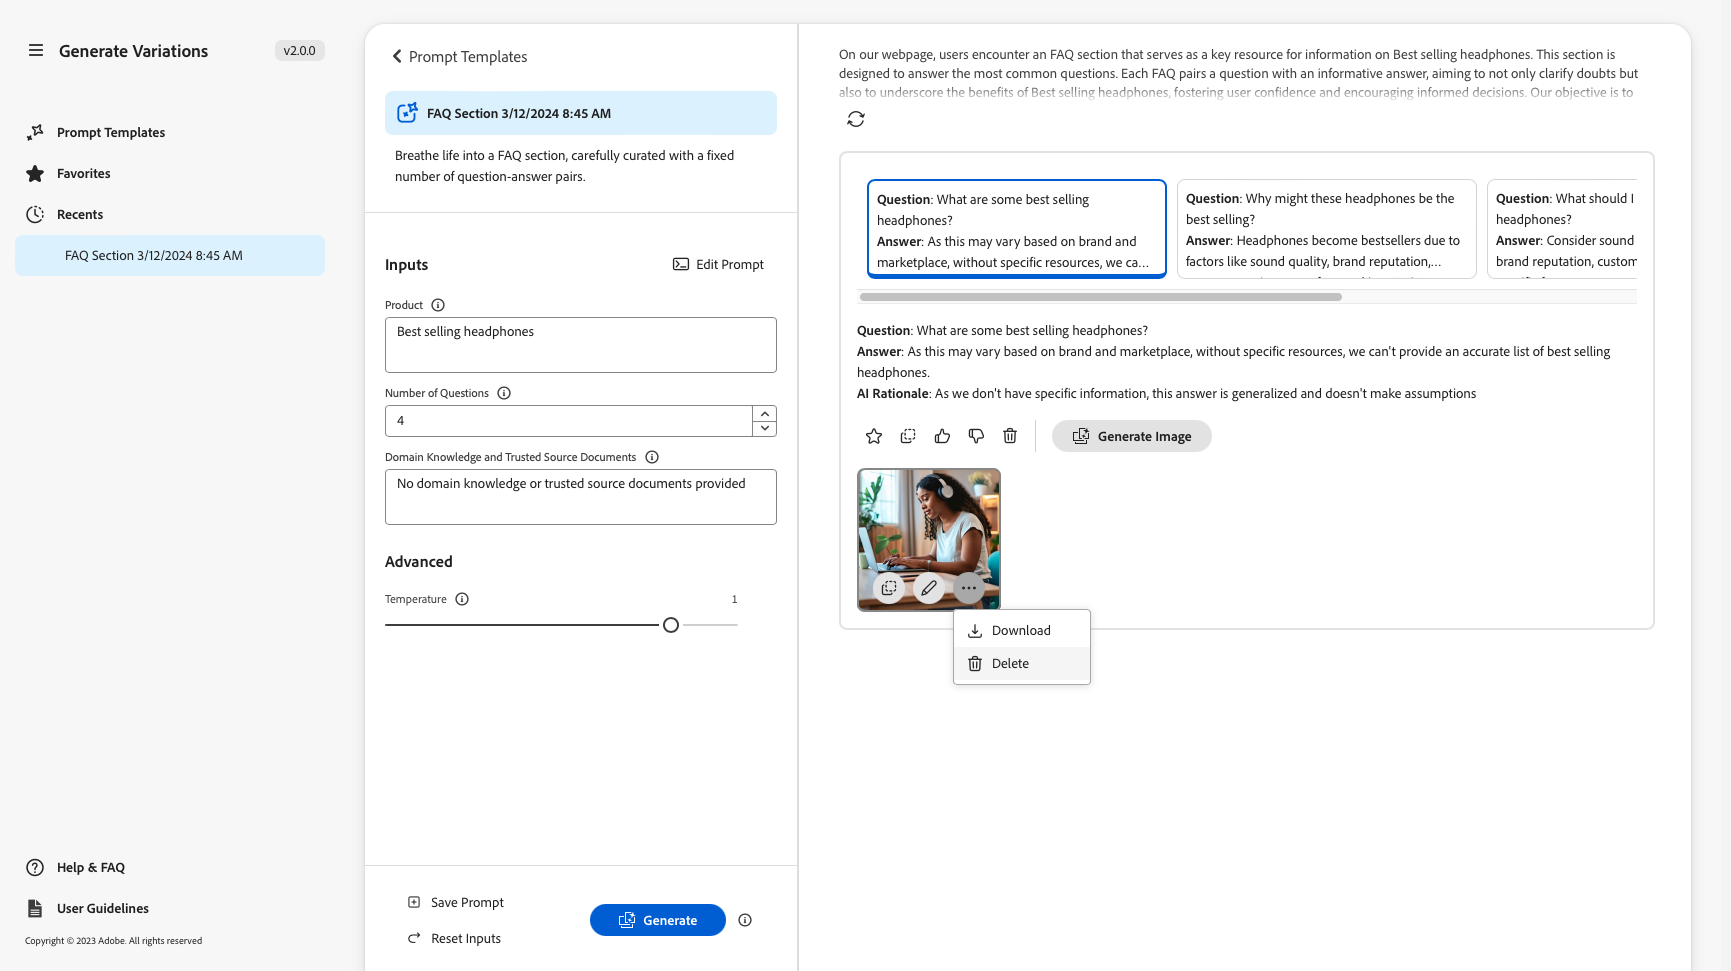 Generate Variations
v2.0.0
Prompt Templates
Favorites
Recents
FAQ Section 3/12/2024 8:45 AM
Help & FAQ
User Guidelines
Copyright © 2023 Adobe. All rights reserved
Prompt Templates
FAQ Section 3/12/2024 8:45 AM
Breathe life into a FAQ section, carefully curated with a fixed
number of question-answer pairs.
Inputs
Edit Prompt
Product
Best selling headphones
Number of Questions
4
Domain Knowledge and Trusted Source Documents
No domain knowledge or trusted source documents provided
Advanced
Temperature
1
Save Prompt
Reset Inputs
Generate
On our webpage, users encounter an FAQ section that serves as a key resource for information on Best selling headphones. This section is
designed to answer the most common questions. Each FAQ pairs a question with an informative answer, aiming to not only clarify doubts but
also to underscore the benefits of Best selling headphones, fostering user confidence and encouraging informed decisions. Our objective is to
Question: What are some best selling
headphones?
Answer: As this may vary based on brand and
marketplace, without specific resources, we ca...
Question: Why might these headphones be the
best selling?
Answer: Headphones become bestsellers due to
factors like sound quality, brand reputation,...
Question: What should I
headphones?
Answer: Consider sound
brand reputation, custom
Question: What are some best selling headphones?
Answer: As this may vary based on brand and marketplace, without specific resources, we can't provide an accurate list of best selling
headphones.
AI Rationale: As we don't have specific information, this answer is generalized and doesn't make assumptions
Generate Image
Download
Delete